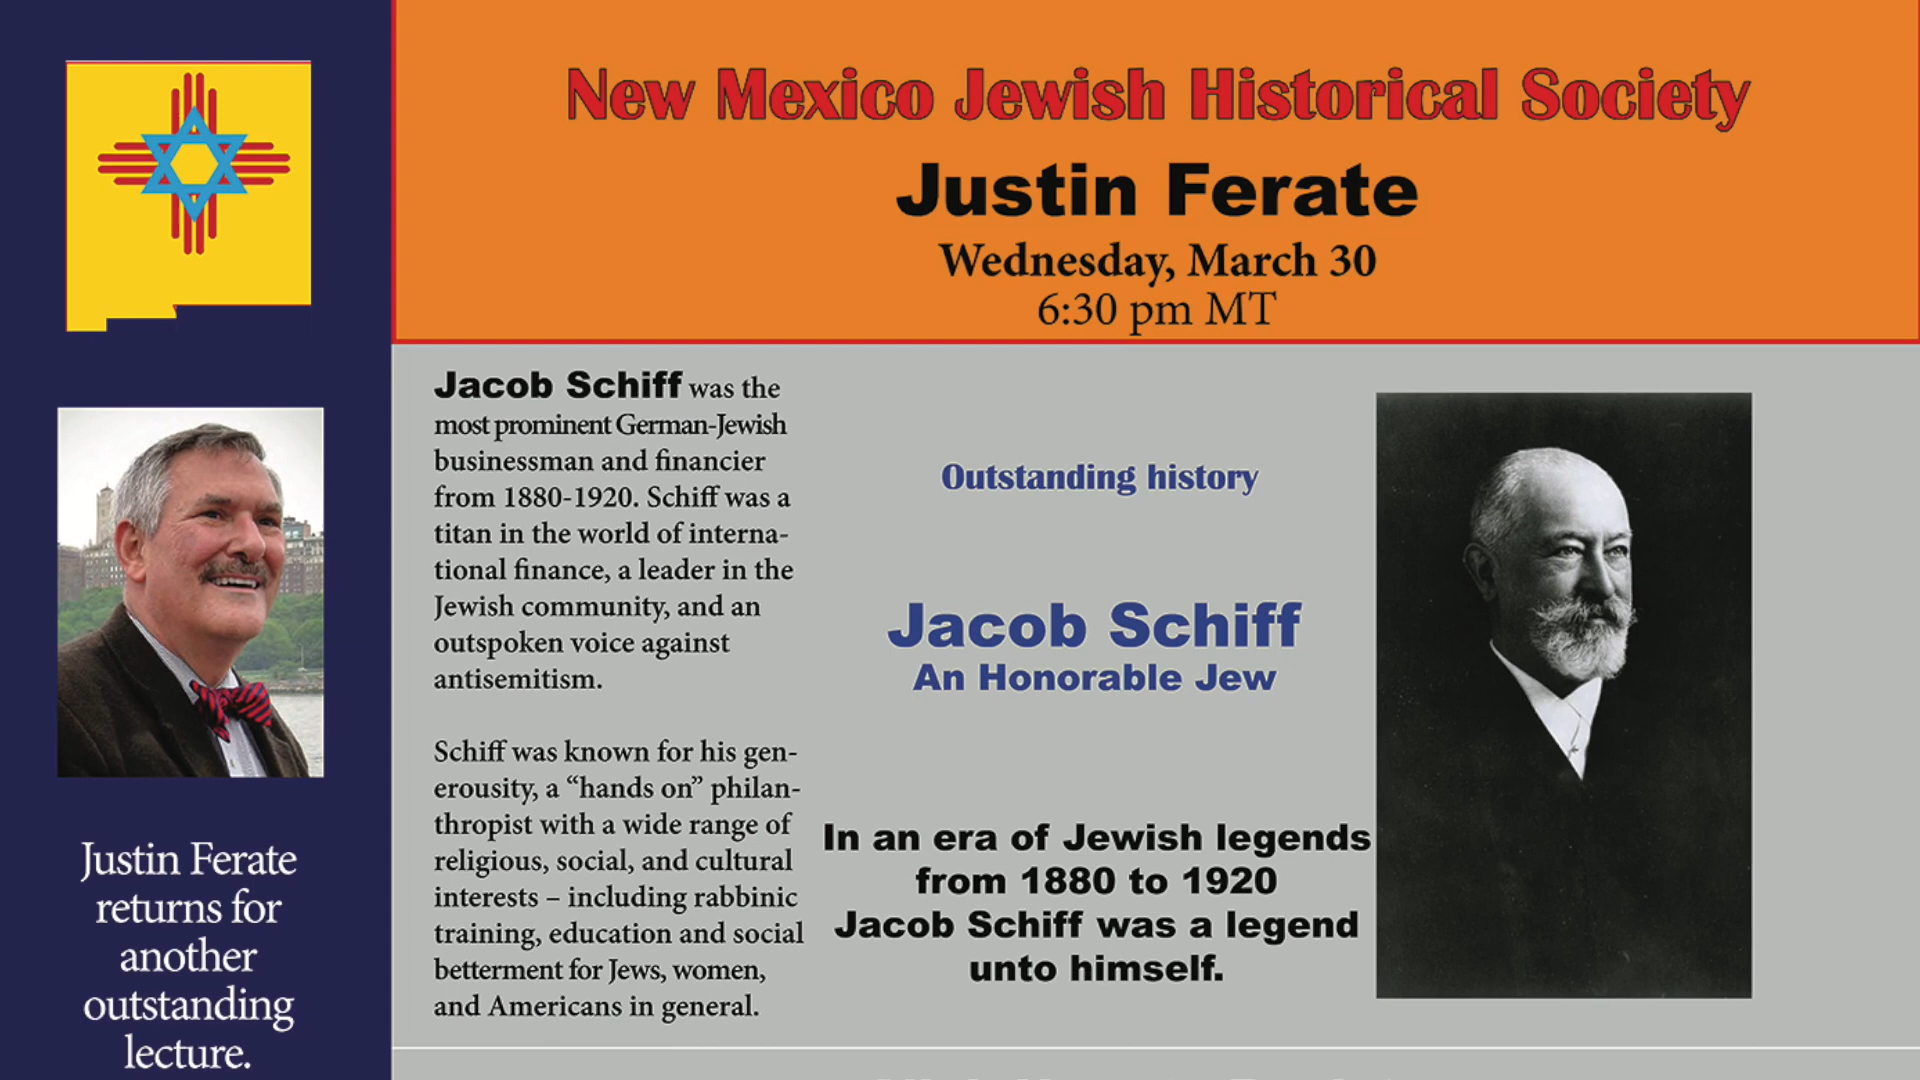 New Mexico Jewish Historical Society
Justin Ferate
Wednesday, March 30
6:30 pm MT
Jacob Schiff was the
most prominent German-Jewish
businessman and financier
from 1880-1920. Schiff was a
titan in the world of interna-
tional finance, a leader in the
Jewish community, and an
outspoken voice against
antisemitism.
Schiff was known for his gen-
erousity, a “hands on” philan-
thropist with a wide range of
religious, social, and cultural
interests – including rabbinic
training, education and social
betterment for Jews, women,
and Americans in general.
Outstanding history
Jacob Schiff
An Honorable Jew
In an era of Jewish legends
from 1880 to 1920
Jacob Schiff was a legend
unto himself.
Justin Ferate
returns for
another
outstanding
lecture.